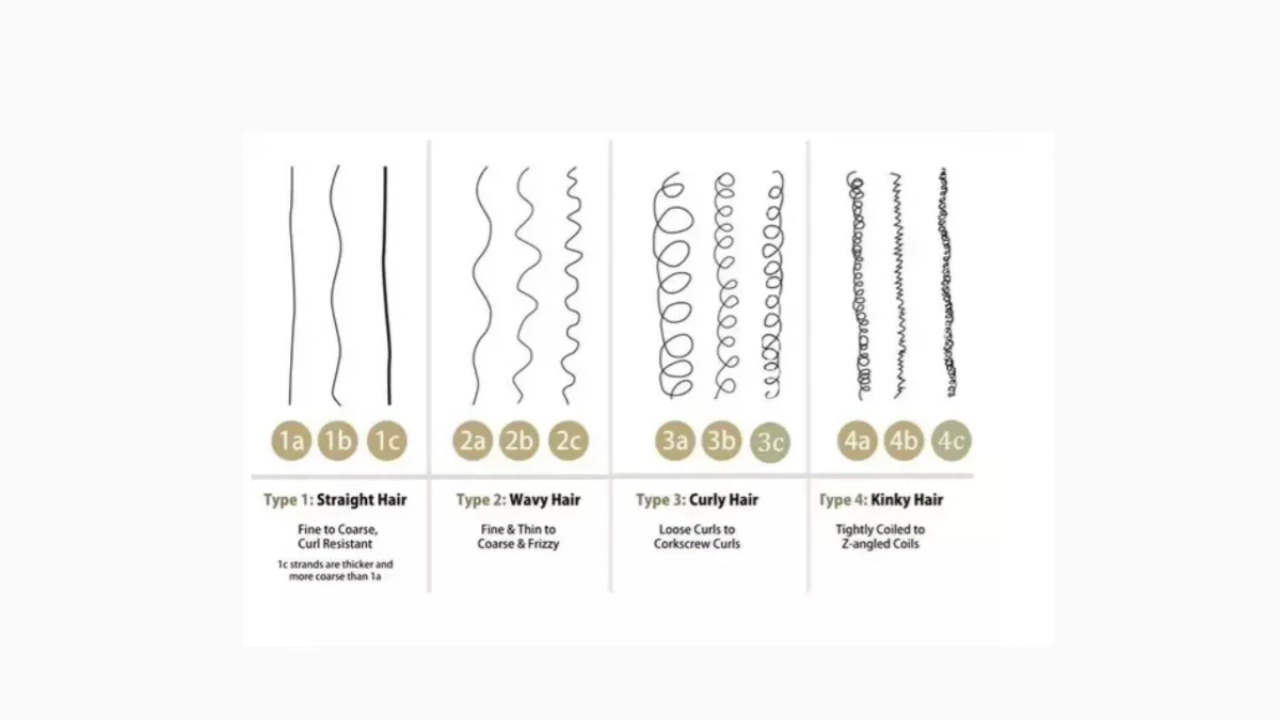 1a 1b 1c
2a 2b 2c
3a 3b 3c
4a 4b 4c
Type 1: Straight Hair
Fine to Coarse,
Curl Resistant
1c strands are thicker and
more coarse than 1a
Type 2: Wavy Hair
Fine & Thin to
Coarse & Frizzy
Type 3: Curly Hair
Loose Curls to
Corkscrew Curls
Type 4: Kinky Hair
Tightly Coiled to
Z-angled Coils